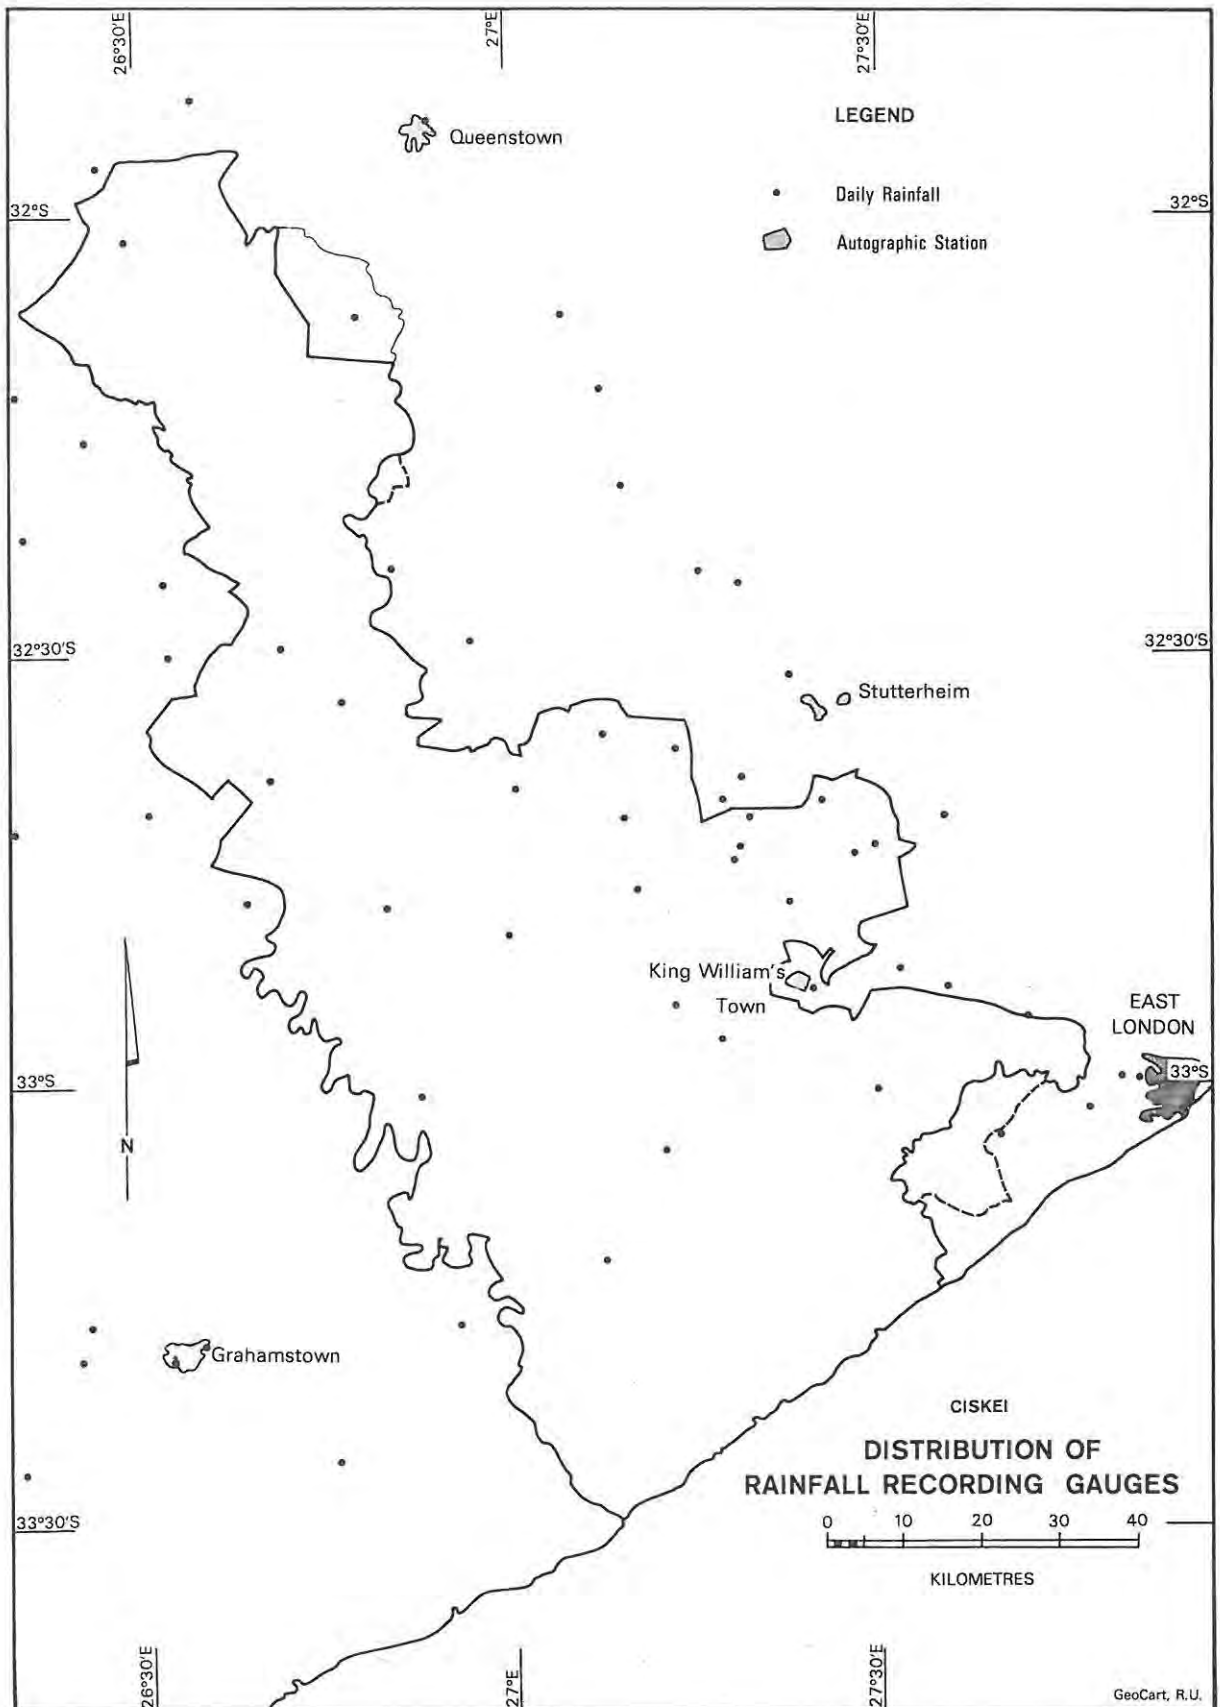 26°30'E
27°E
27°30'E
LEGEND
Queenstown
Daily Rainfall
32°S
32°S
Autographic Station
32°30'S
32°30'S
Stutterheim
King William's
Town
EAST
LONDON
33°S
33°S
N
Grahamstown
CISKEI
DISTRIBUTION OF
RAINFALL RECORDING GAUGES
33°30'S
0 10 20 30 40
KILOMETRES
26°30'E
27°E
27°30'E
GeoCart, R.U.